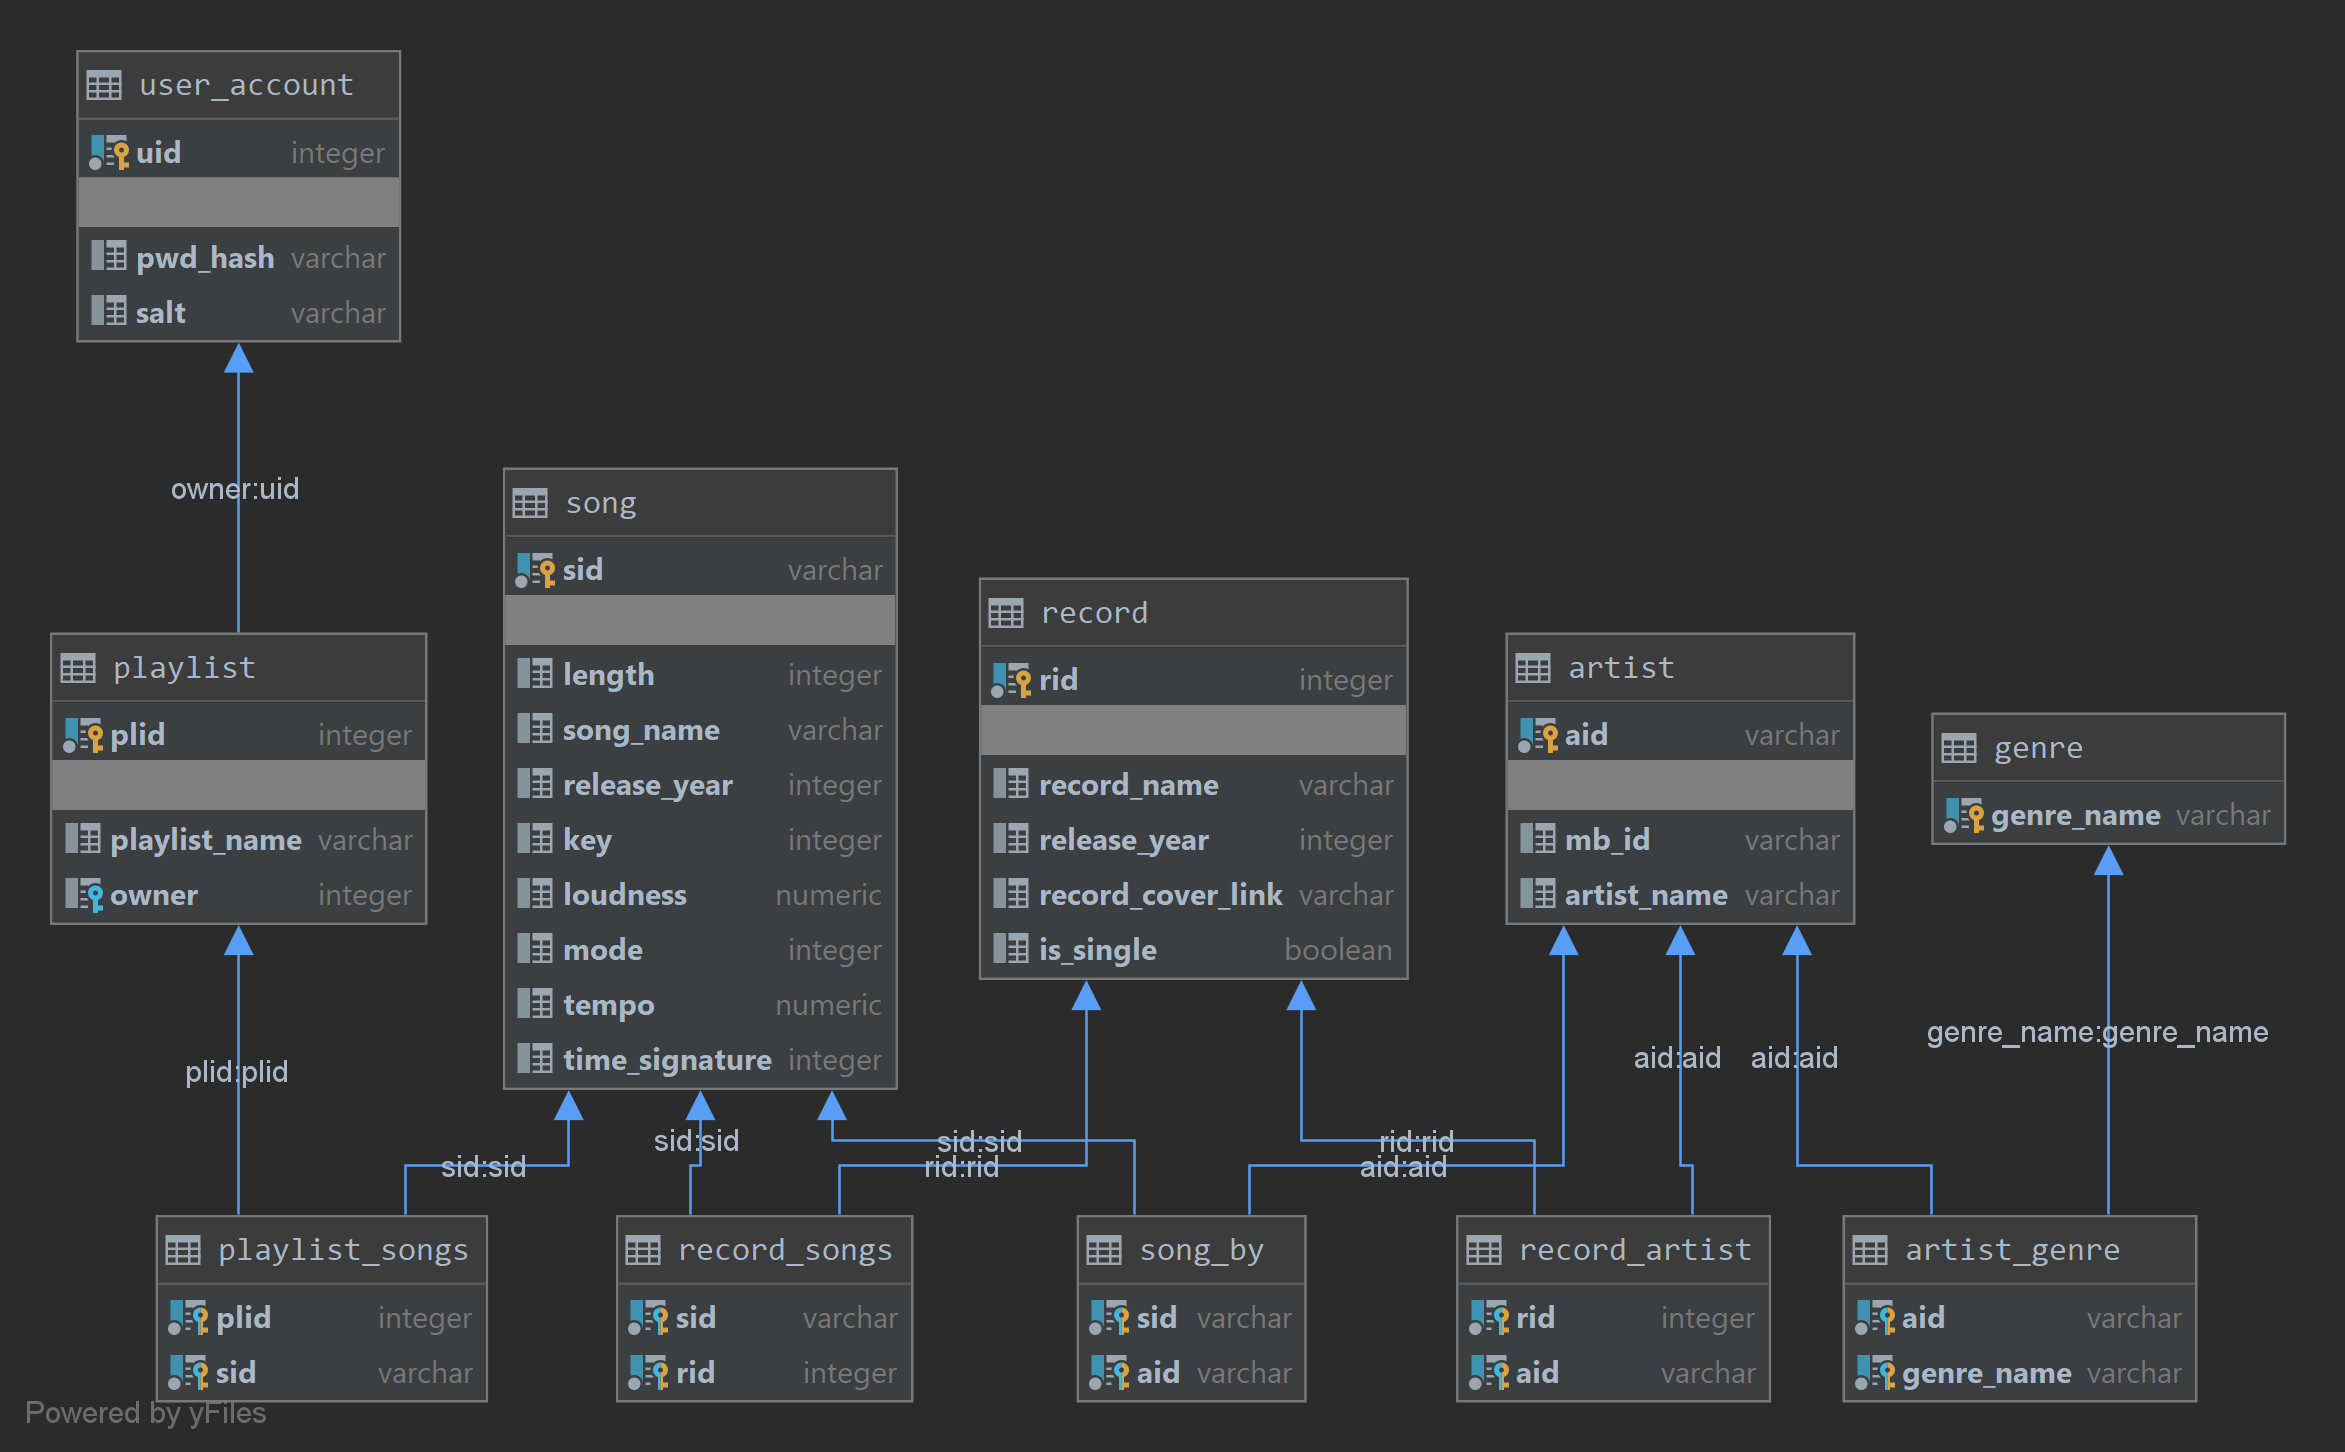 user_account
uid integer
pwd_hash varchar
salt varchar
owner:uid
playlist
plid integer
playlist_name varchar
owner integer
plid:plid
song
sid varchar
length integer
song_name varchar
release_year integer
key integer
loudness numeric
mode integer
tempo numeric
time_signature integer
record
rid integer
record_name varchar
release_year integer
record_cover_link varchar
is_single boolean
artist
aid varchar
mb_id varchar
artist_name varchar
genre
genre_name varchar
genre_name:genre_name
aid:aid
aid:aid
sid:sid
sid:sid
sid:sid
rid:rid
rid:rid
aid:aid
playlist_songs
plid integer
sid varchar
record_songs
sid varchar
rid integer
song_by
sid varchar
aid varchar
record_artist
rid integer
aid varchar
artist_genre
aid varchar
genre_name varchar
Powered by yFiles